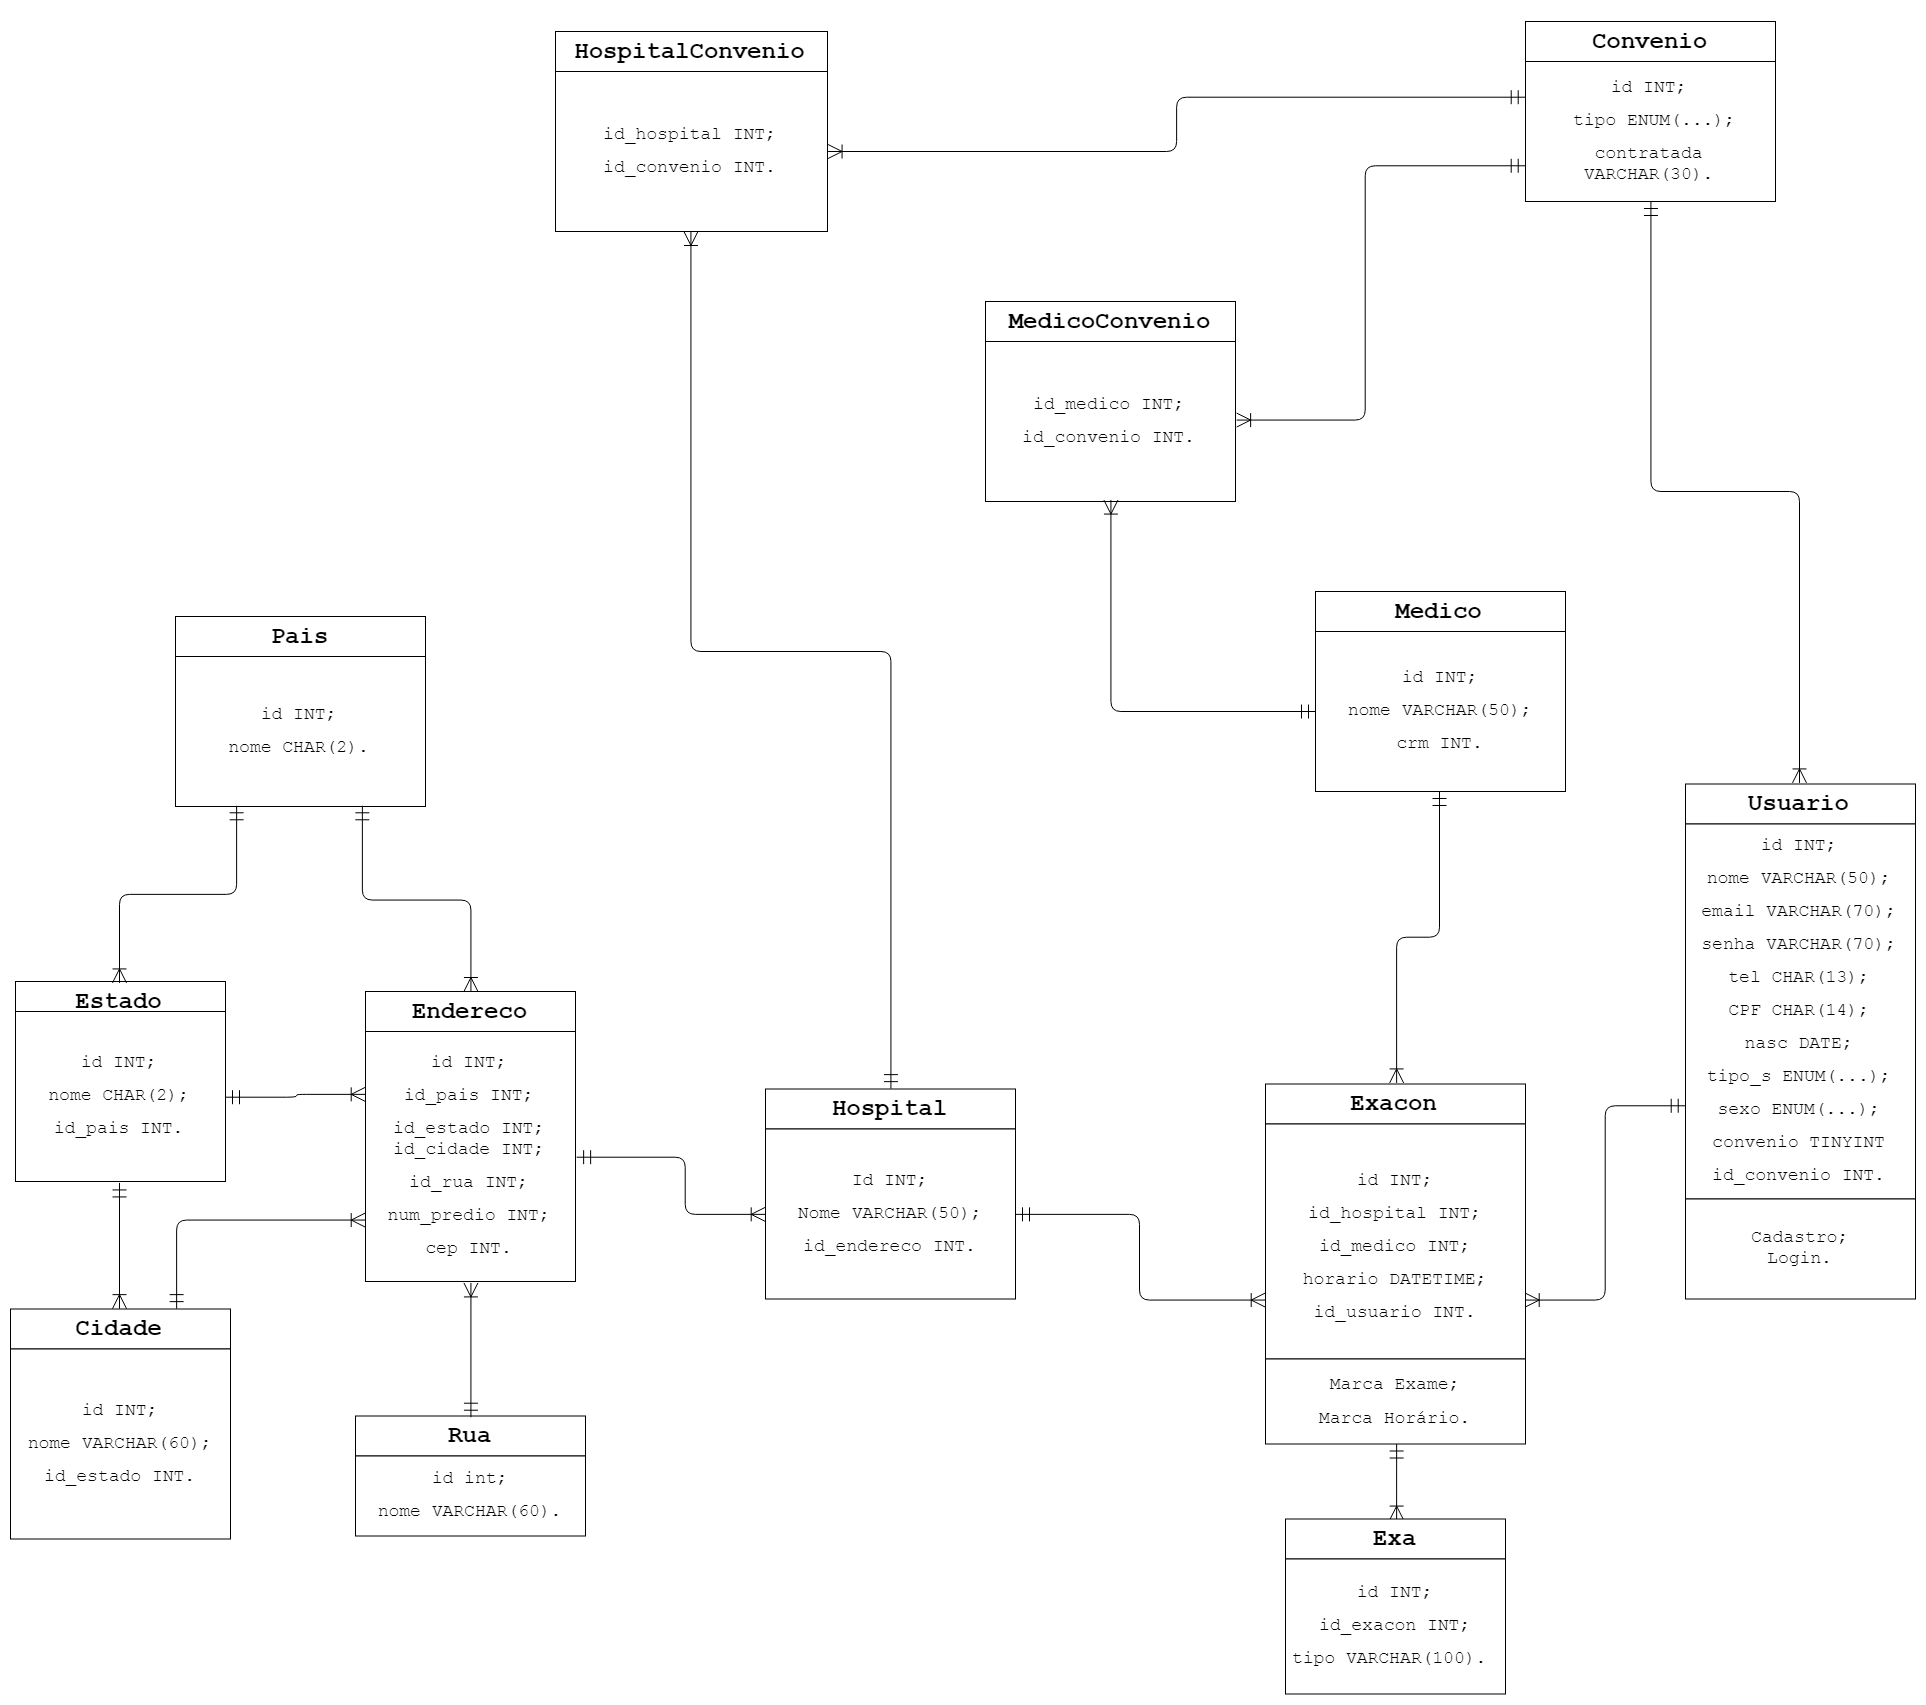 HospitalConvenio
id_hospital INT;
id_convenio INT.
Convenio
id INT;
tipo ENUM(...);
contratada
VARCHAR(30).
MedicoConvenio
id_medico INT;
id_convenio INT.
Medico
id INT;
nome VARCHAR(50);
crm INT.
Pais
id INT;
nome CHAR(2).
Usuario
id INT;
nome VARCHAR(50);
email VARCHAR(70);
senha VARCHAR(70);
tel CHAR(13);
CPF CHAR(14);
nasc DATE;
tipo_s ENUM(...);
sexo ENUM(...);
convenio TINYINT
id_convenio INT.
Cadastro;
Login.
Estado
id INT;
nome CHAR(2);
id_pais INT.
Endereco
id INT;
id_pais INT;
id_estado INT;
id_cidade INT;
id_rua INT;
num_predio INT;
cep INT.
Hospital
Id INT;
Nome VARCHAR(50);
id_endereco INT.
Exacon
id INT;
id_hospital INT;
id_medico INT;
horario DATETIME;
id_usuario INT.
Marca Exame;
Marca Horário.
Cidade
id INT;
nome VARCHAR(60);
id_estado INT.
Rua
id int;
nome VARCHAR(60).
Exa
id INT;
id_exacon INT;
tipo VARCHAR(100).